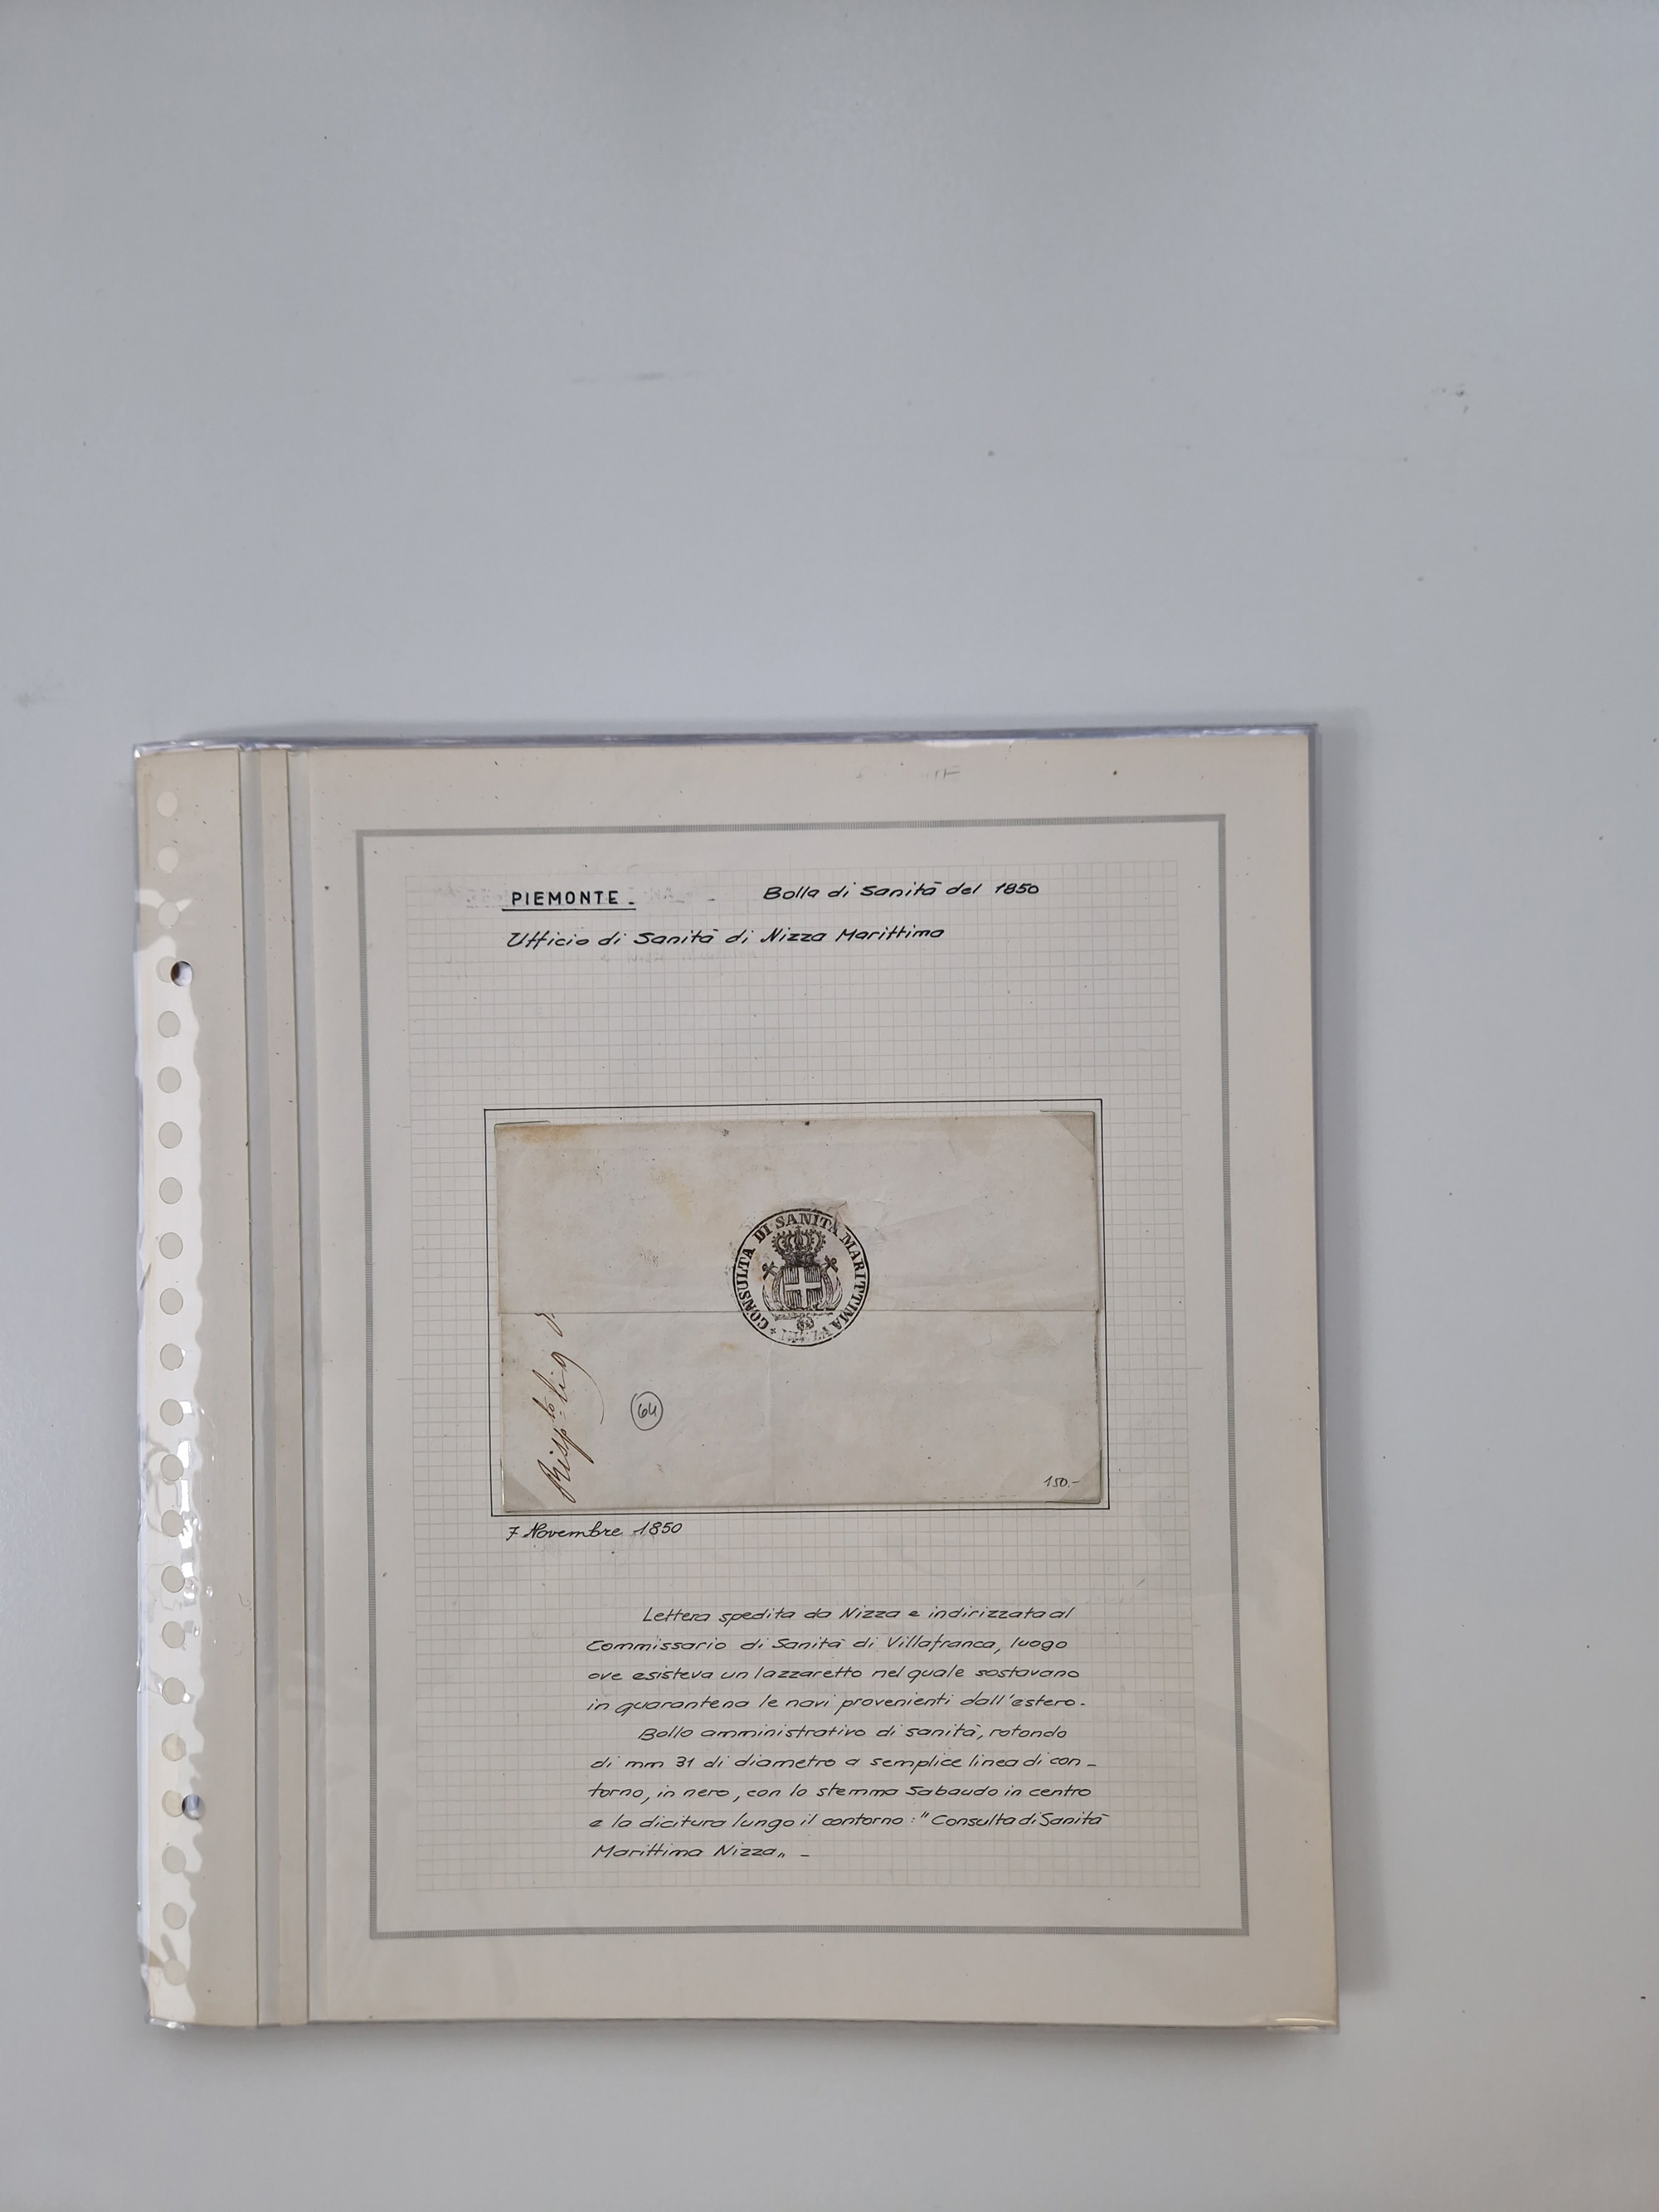 PIEMONTE - Bolla di Sanità del 1850
Ufficio di Sanità di Nizza Marittima
* CONSULTA DI SANITÀ MARITTIMA
64
150.-
7 Novembre 1850
Lettera spedita da Nizza e indirizzata al
Commissario di Sanità di Villafranca, luogo
ove esisteva un lazzaretto nel quale sostavano
in quarantena le navi provenienti dall'estero.
Bollo amministrativo di sanità, rotondo
di mm 31 di diametro a semplice linea di con-
torno, in nero, con lo stemma Sabaudo in centro
e la dicitura lungo il contorno: "Consulta di Sanità
Marittima Nizza„ -